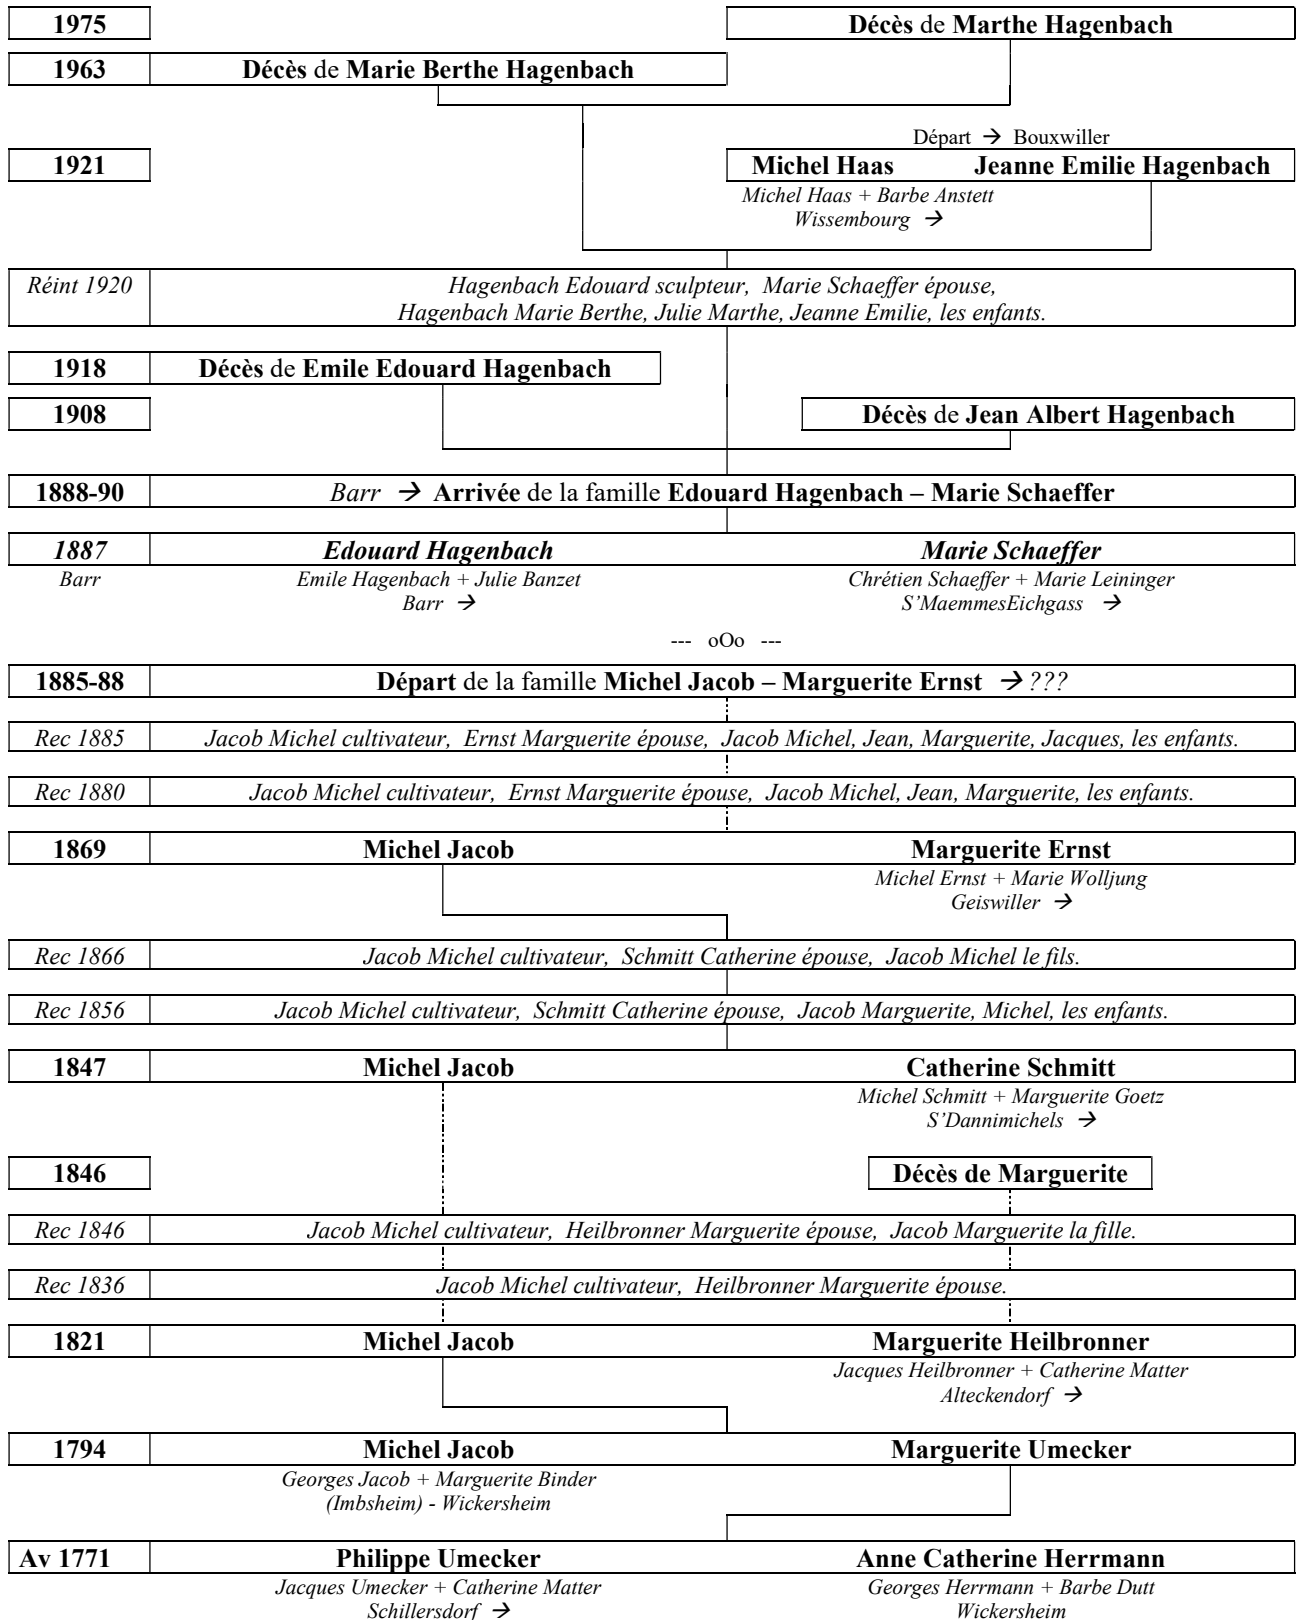 1975 Décès de Marthe Hagenbach
1963 Décès de Marie Berthe Hagenbach
Départ → Bouxwiller
1921 Michel Haas Jeanne Emilie Hagenbach
Michel Haas + Barbe Anstett
Wissembourg →
Réint 1920 Hagenbach Edouard sculpteur, Marie Schaeffer épouse,
Hagenbach Marie Berthe, Julie Marthe, Jeanne Emilie, les enfants.
1918 Décès de Emile Edouard Hagenbach
1908 Décès de Jean Albert Hagenbach
1888-90 Barr → Arrivée de la famille Edouard Hagenbach – Marie Schaeffer
1887 Edouard Hagenbach Marie Schaeffer
Barr Emile Hagenbach + Julie Banzet Chrétien Schaeffer + Marie Leininger
Barr → S'MaemmesEichgass →
--- oOo ---
1885-88 Départ de la famille Michel Jacob – Marguerite Ernst → ???
Rec 1885 Jacob Michel cultivateur, Ernst Marguerite épouse, Jacob Michel, Jean, Marguerite, Jacques, les enfants.
Rec 1880 Jacob Michel cultivateur, Ernst Marguerite épouse, Jacob Michel, Jean, Marguerite, les enfants.
1869 Michel Jacob Marguerite Ernst
Michel Ernst + Marie Wolljung
Geiswiller →
Rec 1866 Jacob Michel cultivateur, Schmitt Catherine épouse, Jacob Michel le fils.
Rec 1856 Jacob Michel cultivateur, Schmitt Catherine épouse, Jacob Marguerite, Michel, les enfants.
1847 Michel Jacob Catherine Schmitt
Michel Schmitt + Marguerite Goetz
S'Dannimichels →
1846 Décès de Marguerite
Rec 1846 Jacob Michel cultivateur, Heilbronner Marguerite épouse, Jacob Marguerite la fille.
Rec 1836 Jacob Michel cultivateur, Heilbronner Marguerite épouse.
1821 Michel Jacob Marguerite Heilbronner
Jacques Heilbronner + Catherine Matter
Alteckendorf →
1794 Michel Jacob Marguerite Umecker
Georges Jacob + Marguerite Binder
(Imbsheim) - Wickersheim
Av 1771 Philippe Umecker Anne Catherine Herrmann
Jacques Umecker + Catherine Matter Georges Herrmann + Barbe Dutt
Schillersdorf → Wickersheim